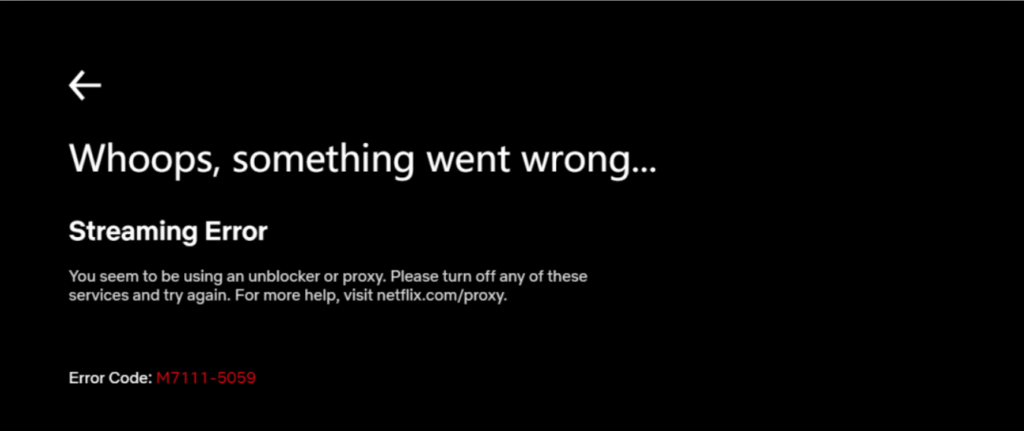 Whoops, something went wrong...
Streaming Error
You seem to be using an unblocker or proxy. Please turn off any of these
services and try again. For more help, visit netflix.com/proxy.
Error Code: M7111-5059